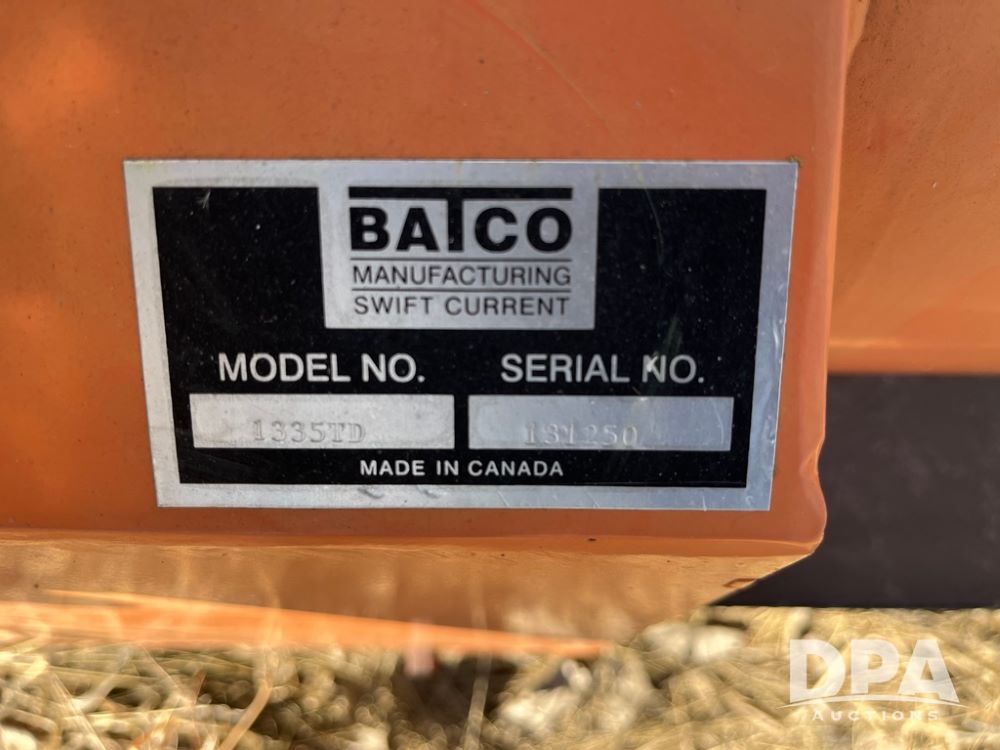 BATCO
MANUFACTURING
SWIFT CURRENT
MODEL NO. SERIAL NO.
1335TD 131250
MADE IN CANADA
DPA
AUCTIONS